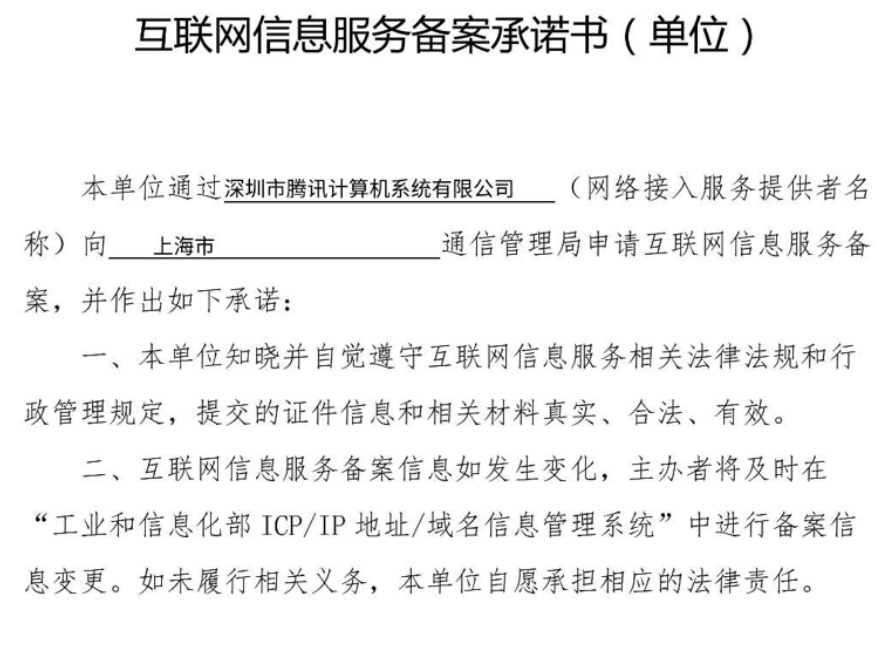 互联网信息服务备案承诺书（单位）
本单位通过深圳市腾讯计算机系统有限公司（网络接入服务提供者名
称）向 上海市 通信管理局申请互联网信息服务备
案，并作出如下承诺：
一、本单位知晓并自觉遵守互联网信息服务相关法律法规和行
政管理规定，提交的证件信息和相关材料真实、合法、有效。
二、互联网信息服务备案信息如发生变化，主办者将及时在
“工业和信息化部 ICP/IP 地址/域名信息管理系统”中进行备案信
息变更。如未履行相关义务，本单位自愿承担相应的法律责任。